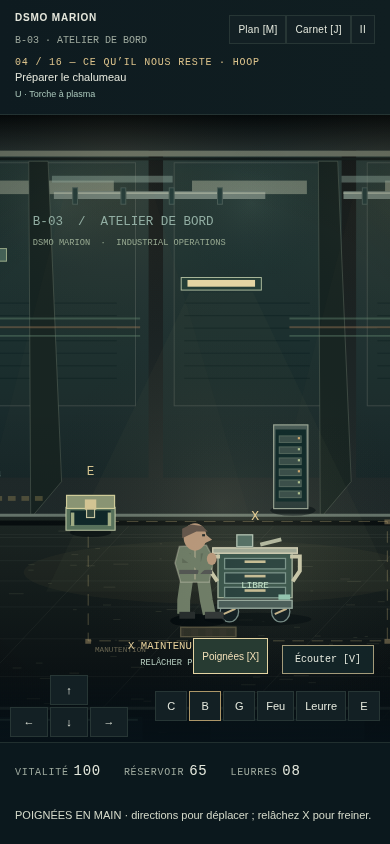 DSMO MARION
B-03 · ATELIER DE BORD
Plan [M]
Carnet [J]
II
04 / 16 — CE QU'IL NOUS RESTE · HOOP
Préparer le chalumeau
U · Torche à plasma
B-03 / ATELIER DE BORD
DSMO MARION · INDUSTRIAL OPERATIONS
E
X
LIBRE
X MAINTENU
RELÂCHER P
Poignées [X]
Écouter [V]
↑
← ↓ →
C B G Feu Leurre E
VITALITÉ 100 RÉSERVOIR 65 LEURRES 08
POIGNÉES EN MAIN · directions pour déplacer ; relâchez X pour freiner.